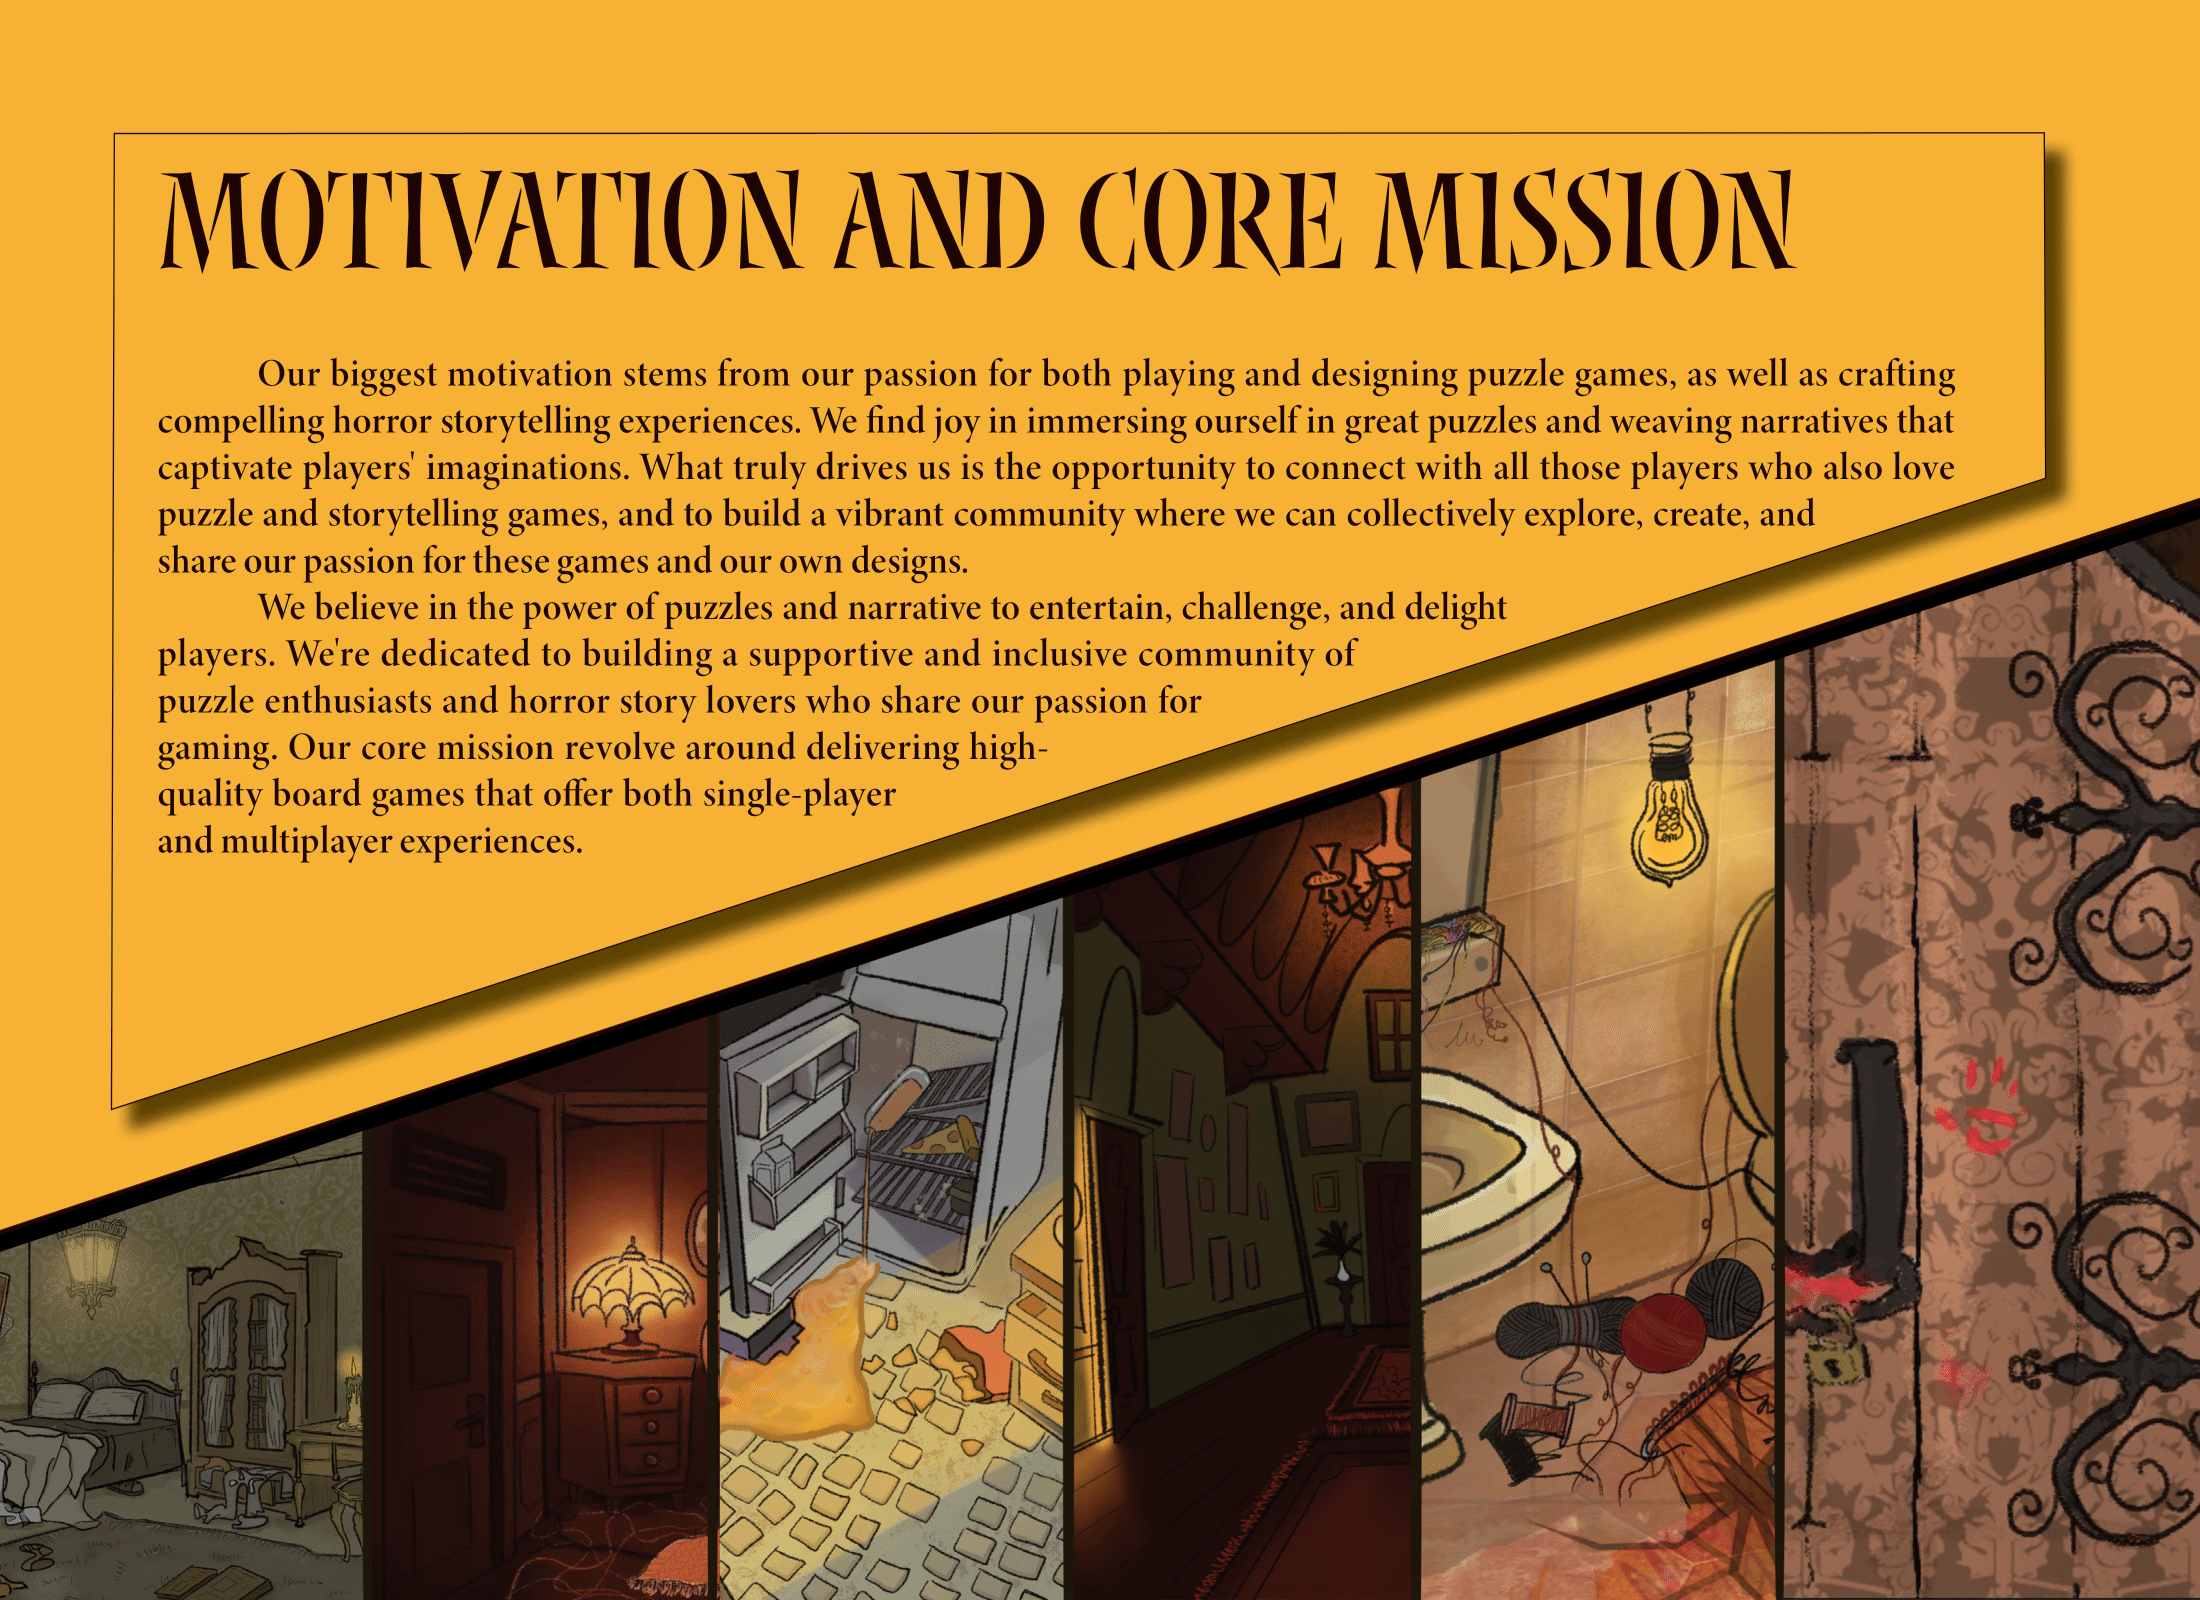 MOTIVATION AND CORE MISSION
Our biggest motivation stems from our passion for both playing and designing puzzle games, as well as crafting
compelling horror storytelling experiences. We find joy in immersing ourself in great puzzles and weaving narratives that
captivate players' imaginations. What truly drives us is the opportunity to connect with all those players who also love
puzzle and storytelling games, and to build a vibrant community where we can collectively explore, create, and
share our passion for these games and our own designs.
We believe in the power of puzzles and narrative to entertain, challenge, and delight
players. We're dedicated to building a supportive and inclusive community of
puzzle enthusiasts and horror story lovers who share our passion for
gaming. Our core mission revolve around delivering high-
quality board games that offer both single-player
and multiplayer experiences.